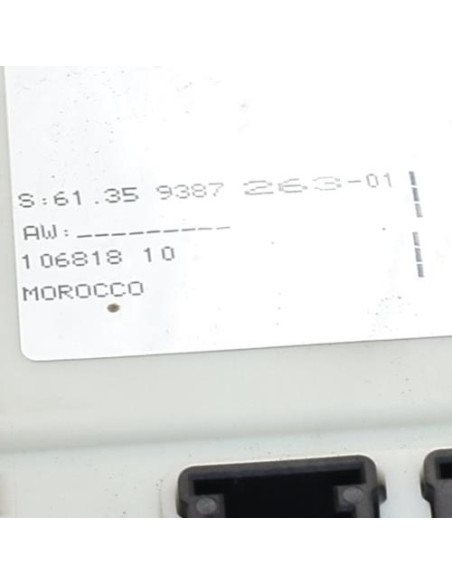 S:61.35 9387 263-01
AW:_________
106818 10
MOROCCO